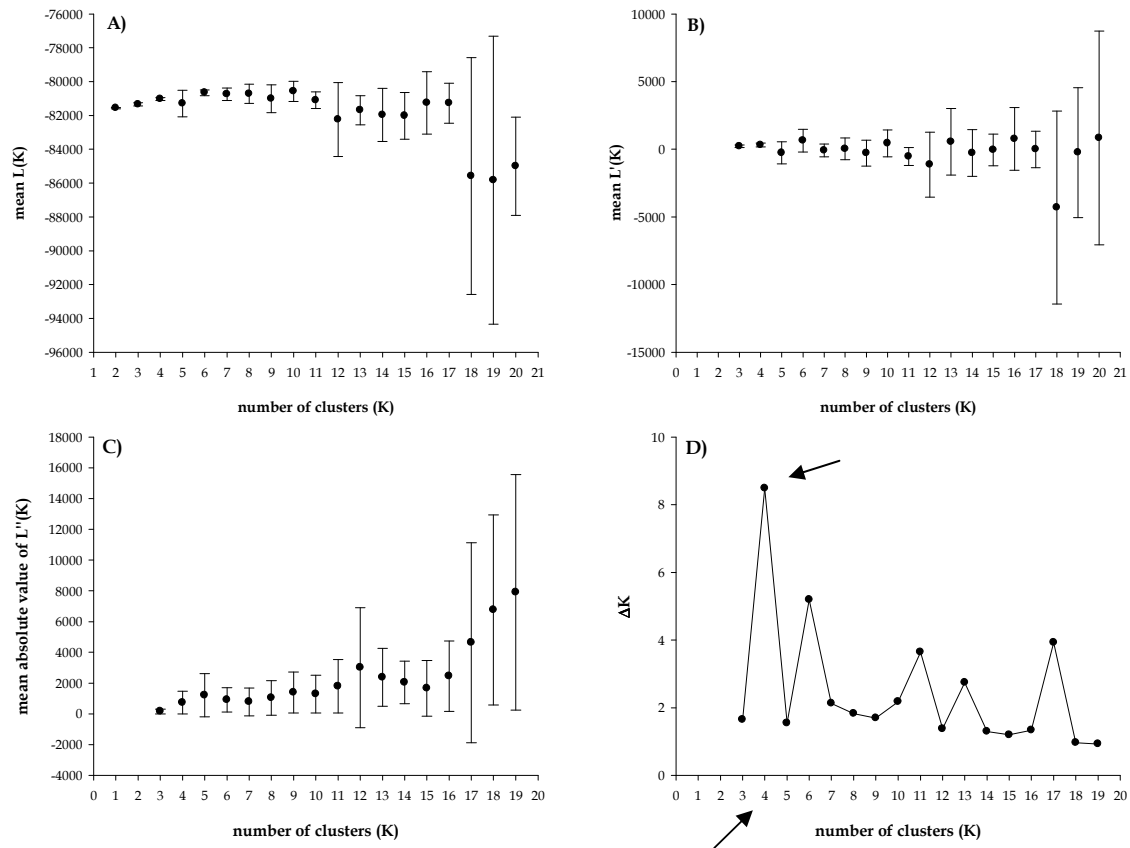 A)
mean L(K)
-76000
-78000
-80000
-82000
-84000
-86000
-88000
-90000
-92000
-94000
-96000
1 2 3 4 5 6 7 8 9 10 11 12 13 14 15 16 17 18 19 20 21
number of clusters (K)
B)
mean L'(K)
10000
5000
0
-5000
-10000
-15000
0 1 2 3 4 5 6 7 8 9 10 11 12 13 14 15 16 17 18 19 20 21
number of clusters (K)
C)
mean absolute value of L''(K)
18000
16000
14000
12000
10000
8000
6000
4000
2000
0
-2000
-4000
0 1 2 3 4 5 6 7 8 9 10 11 12 13 14 15 16 17 18 19 20
number of clusters (K)
D)
ΔK
10
8
6
4
2
0
0 1 2 3 4 5 6 7 8 9 10 11 12 13 14 15 16 17 18 19 20
number of clusters (K)